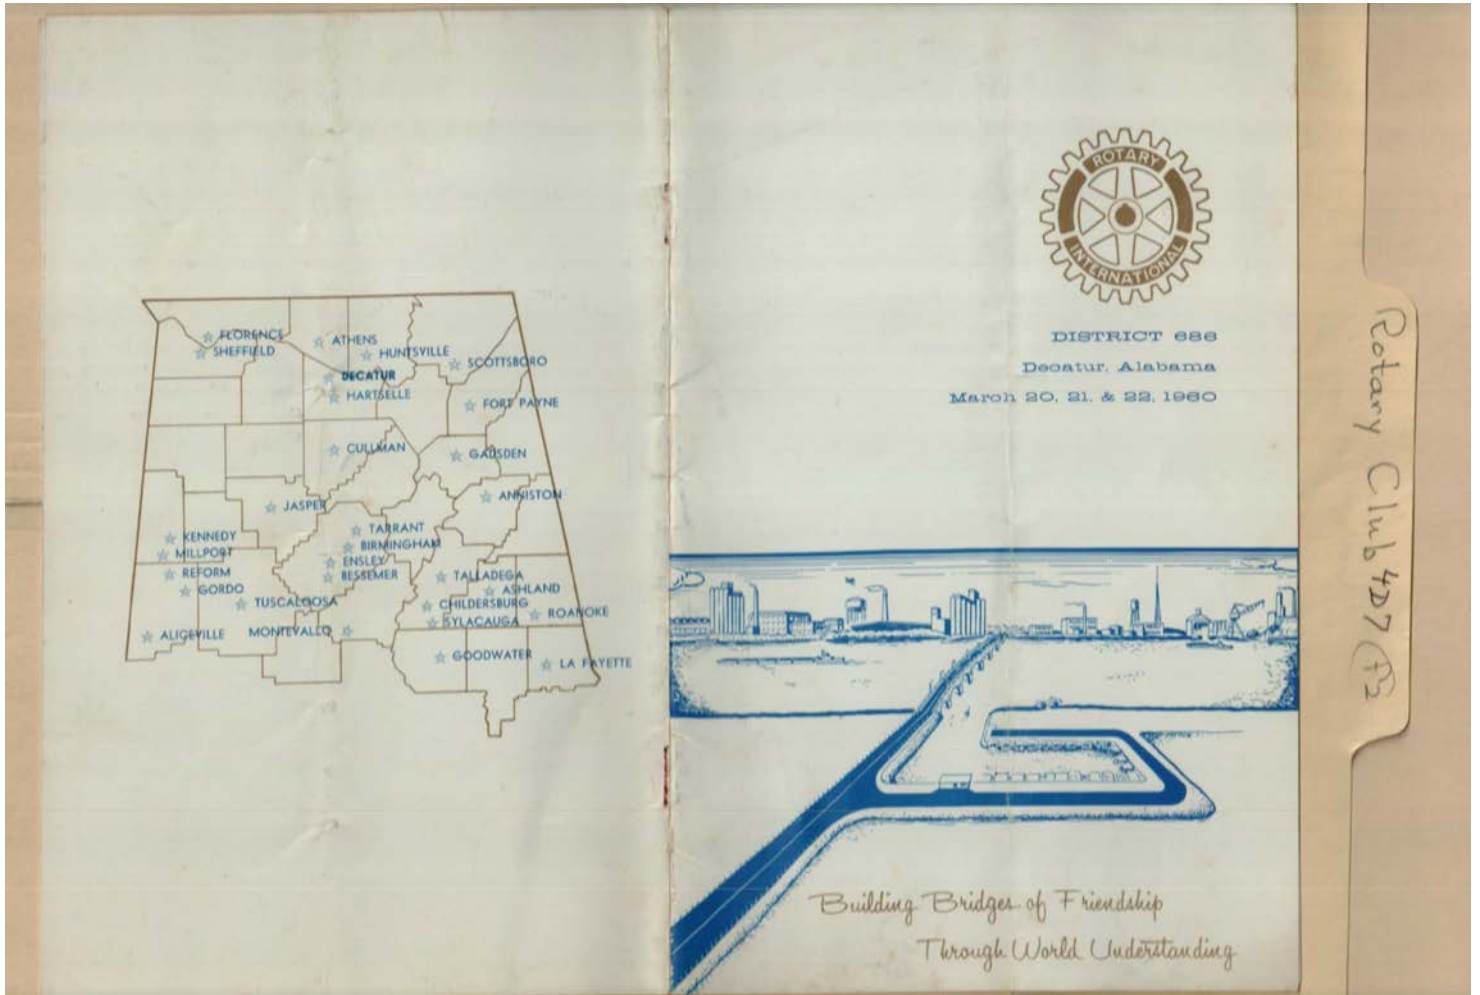 FLORENCE
SHEFFIELD
ATHENS
HUNTSVILLE
SCOTTSBORO
DECATUR
HARTSELLE
FORT PAYNE
CULLMAN
GADSDEN
ANNISTON
JASPER
TARRANT
BIRMINGHAM
ENSLEY
BESSEMER
KENNEDY
MILLPORT
REFORM
GORDO
TUSCALOOSA
TALLADEGA
ASHLAND
CHILDERSBURG
SYLACAUGA
ROANOKE
ALICEVILLE
MONTEVALLO
GOODWATER
LA FAYETTE
ROTARY
INTERNATIONAL
DISTRICT 686
Decatur, Alabama
March 20, 21, & 22, 1960
Building Bridges of Friendship
Through World Understanding
Rotary Club 4D7 (P2